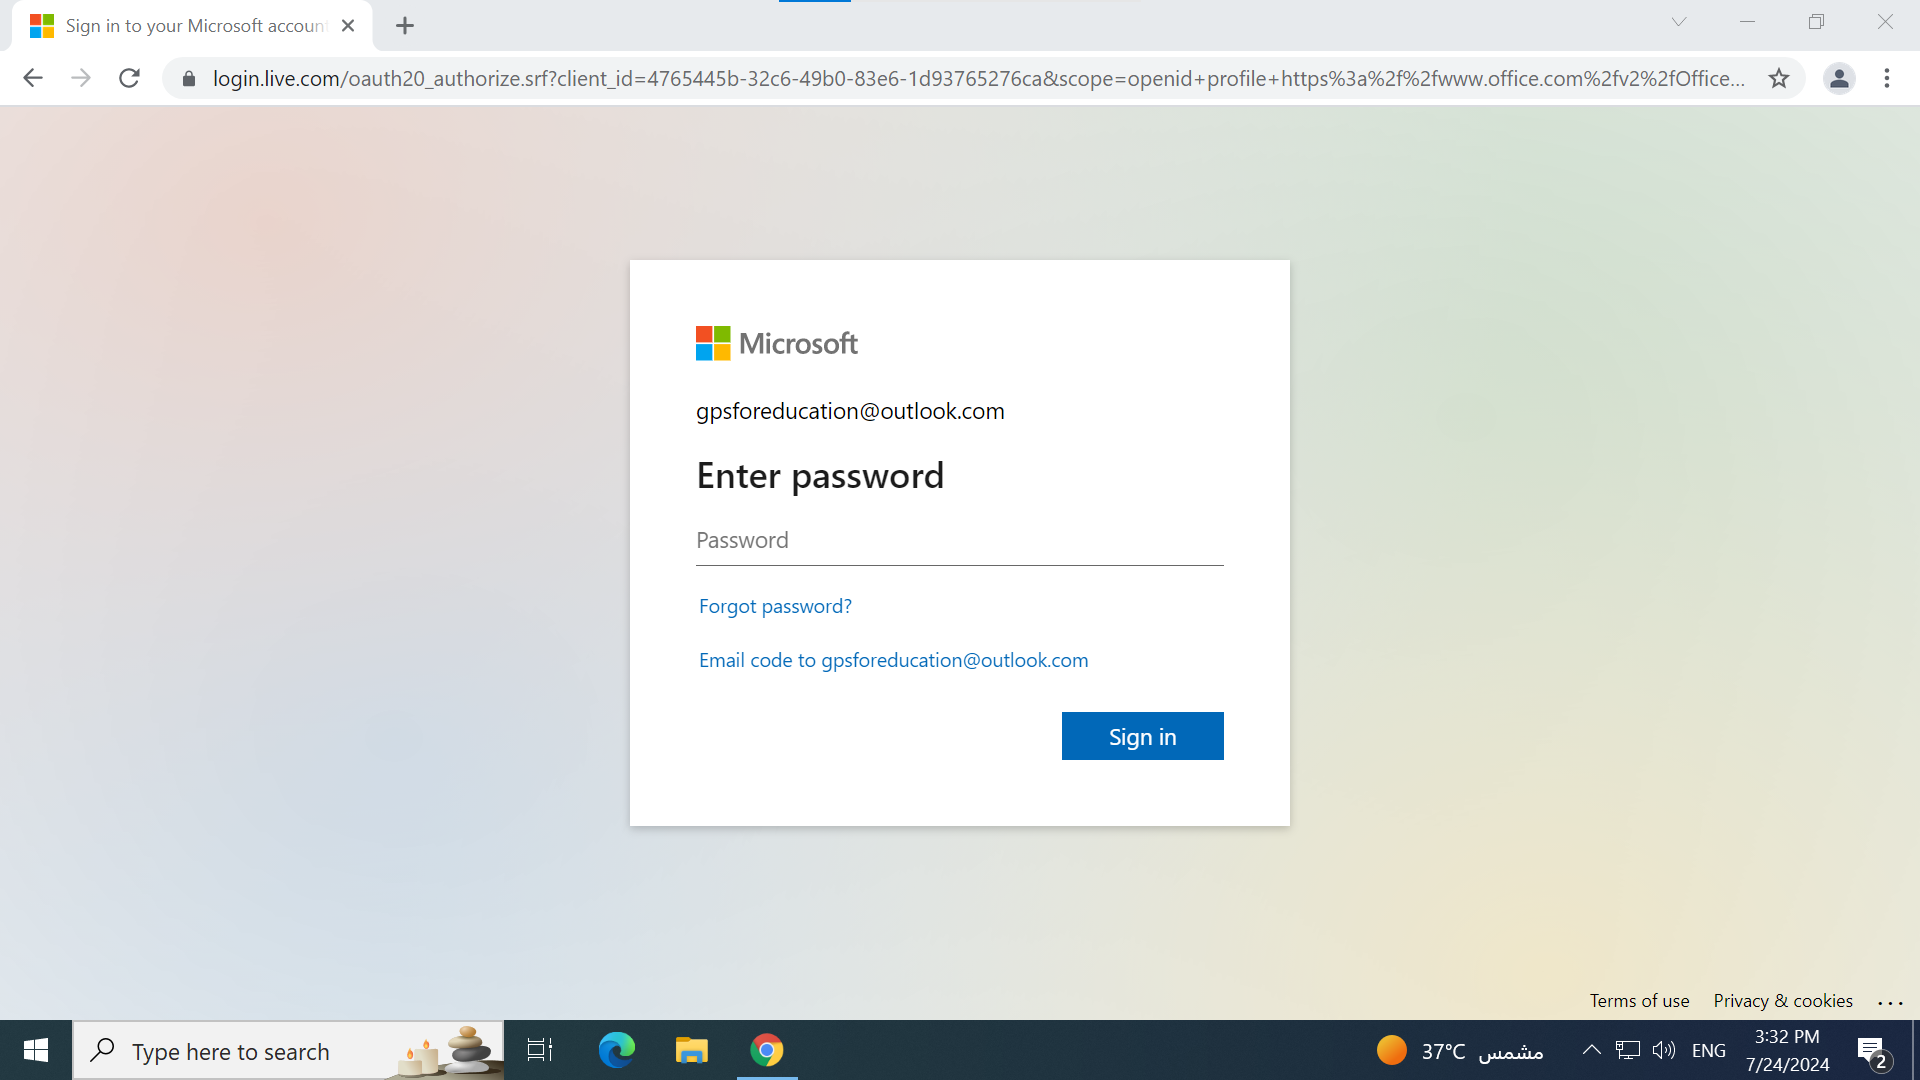 Sign in to your Microsoft accoun
login.live.com/oauth20_authorize.srf?client_id=4765445b-32c6-49b0-83e6-1d93765276ca&scope=openid+profile+https%3a%2f%2fwww.office.com%2fv2%2fOffice...
Microsoft
gpsforeducation@outlook.com
Enter password
Password
Forgot password?
Email code to gpsforeducation@outlook.com
Sign in
Terms of use Privacy & cookies ...
Type here to search
37°C مشمس
ENG
3:32 PM
7/24/2024
2